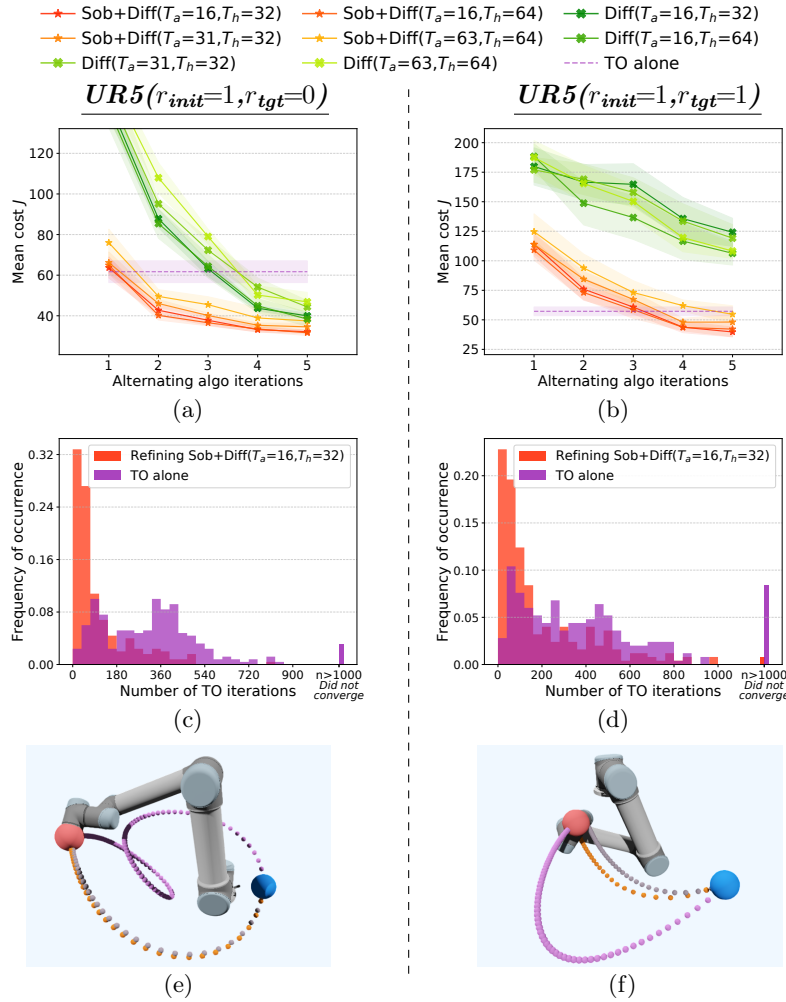 Sob+Diff(Ta=16,Th=32) Sob+Diff(Ta=16,Th=64) Diff(Ta=16,Th=32)
Sob+Diff(Ta=31,Th=32) Sob+Diff(Ta=63,Th=64) Diff(Ta=16,Th=64)
Diff(Ta=31,Th=32) Diff(Ta=63,Th=64) TO alone
UR5(rinit=1,rtgt=0)
120
100
80
60
40
Mean cost J
1 2 3 4 5
Alternating algo iterations
(a)
UR5(rinit=1,rtgt=1)
200
175
150
125
100
75
50
25
Mean cost J
1 2 3 4 5
Alternating algo iterations
(b)
Refining Sob+Diff(Ta=16,Th=32)
TO alone
0.32
0.24
0.16
0.08
0.00
Frequency of occurrence
0 180 360 540 720 900 n>1000
Number of TO iterations
Did not
converge
(c)
Refining Sob+Diff(Ta=16,Th=32)
TO alone
0.20
0.15
0.10
0.05
0.00
Frequency of occurrence
0 200 400 600 800 1000 n>1000
Number of TO iterations
Did not
converge
(d)
(e)
(f)